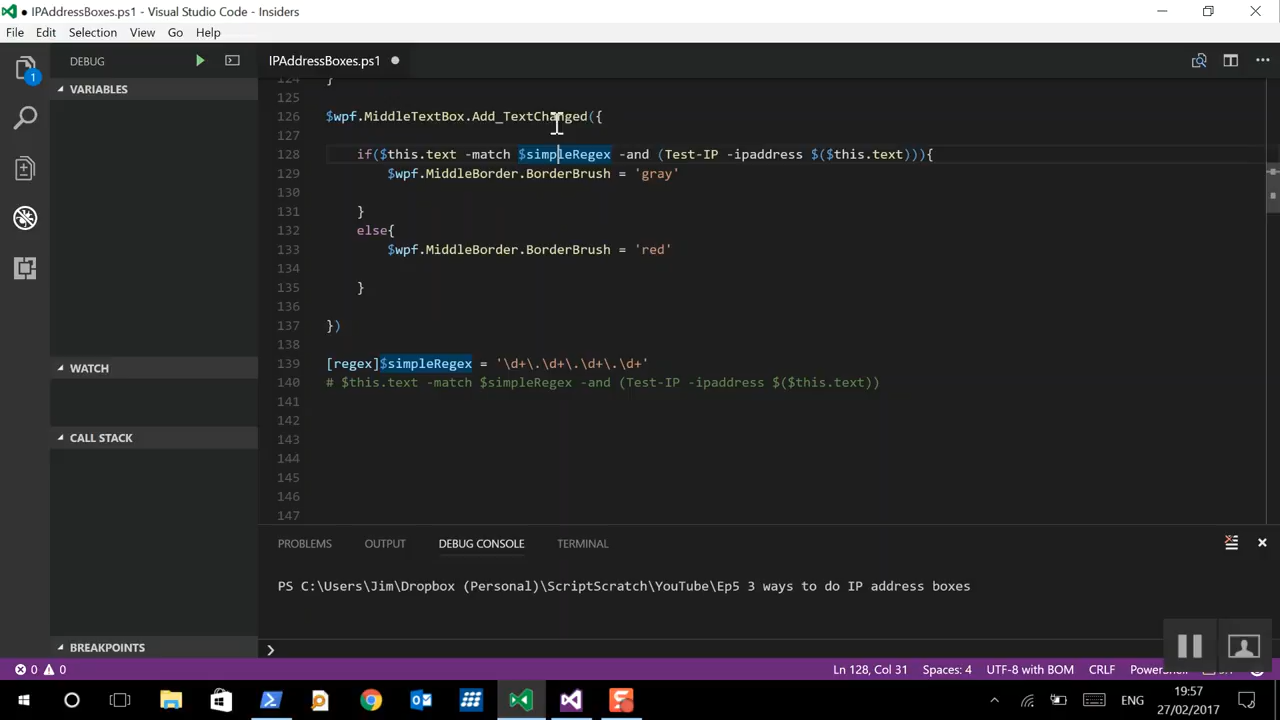 ● IPAddressBoxes.ps1 - Visual Studio Code - Insiders
File Edit Selection View Go Help
1
DEBUG
IPAddressBoxes.ps1
VARIABLES
WATCH
CALL STACK
BREAKPOINTS
124 }
125
126 $wpf.MiddleTextBox.Add_TextChanged({
127
128 if($this.text -match $simpleRegex -and (Test-IP -ipaddress $($this.text))){
129 $wpf.MiddleBorder.BorderBrush = 'gray'
130
131 }
132 else{
133 $wpf.MiddleBorder.BorderBrush = 'red'
134
135 }
136
137 })
138
139 [regex]$simpleRegex = '\d+\.\d+\.\d+\.\d+'
140 # $this.text -match $simpleRegex -and (Test-IP -ipaddress $($this.text))
141
142
143
144
145
146
147
PROBLEMS OUTPUT DEBUG CONSOLE TERMINAL
PS C:\Users\Jim\Dropbox (Personal)\ScriptScratch\YouTube\Ep5 3 ways to do IP address boxes
0 0 Ln 128, Col 31 Spaces: 4 UTF-8 with BOM CRLF
ENG
19:57
27/02/2017